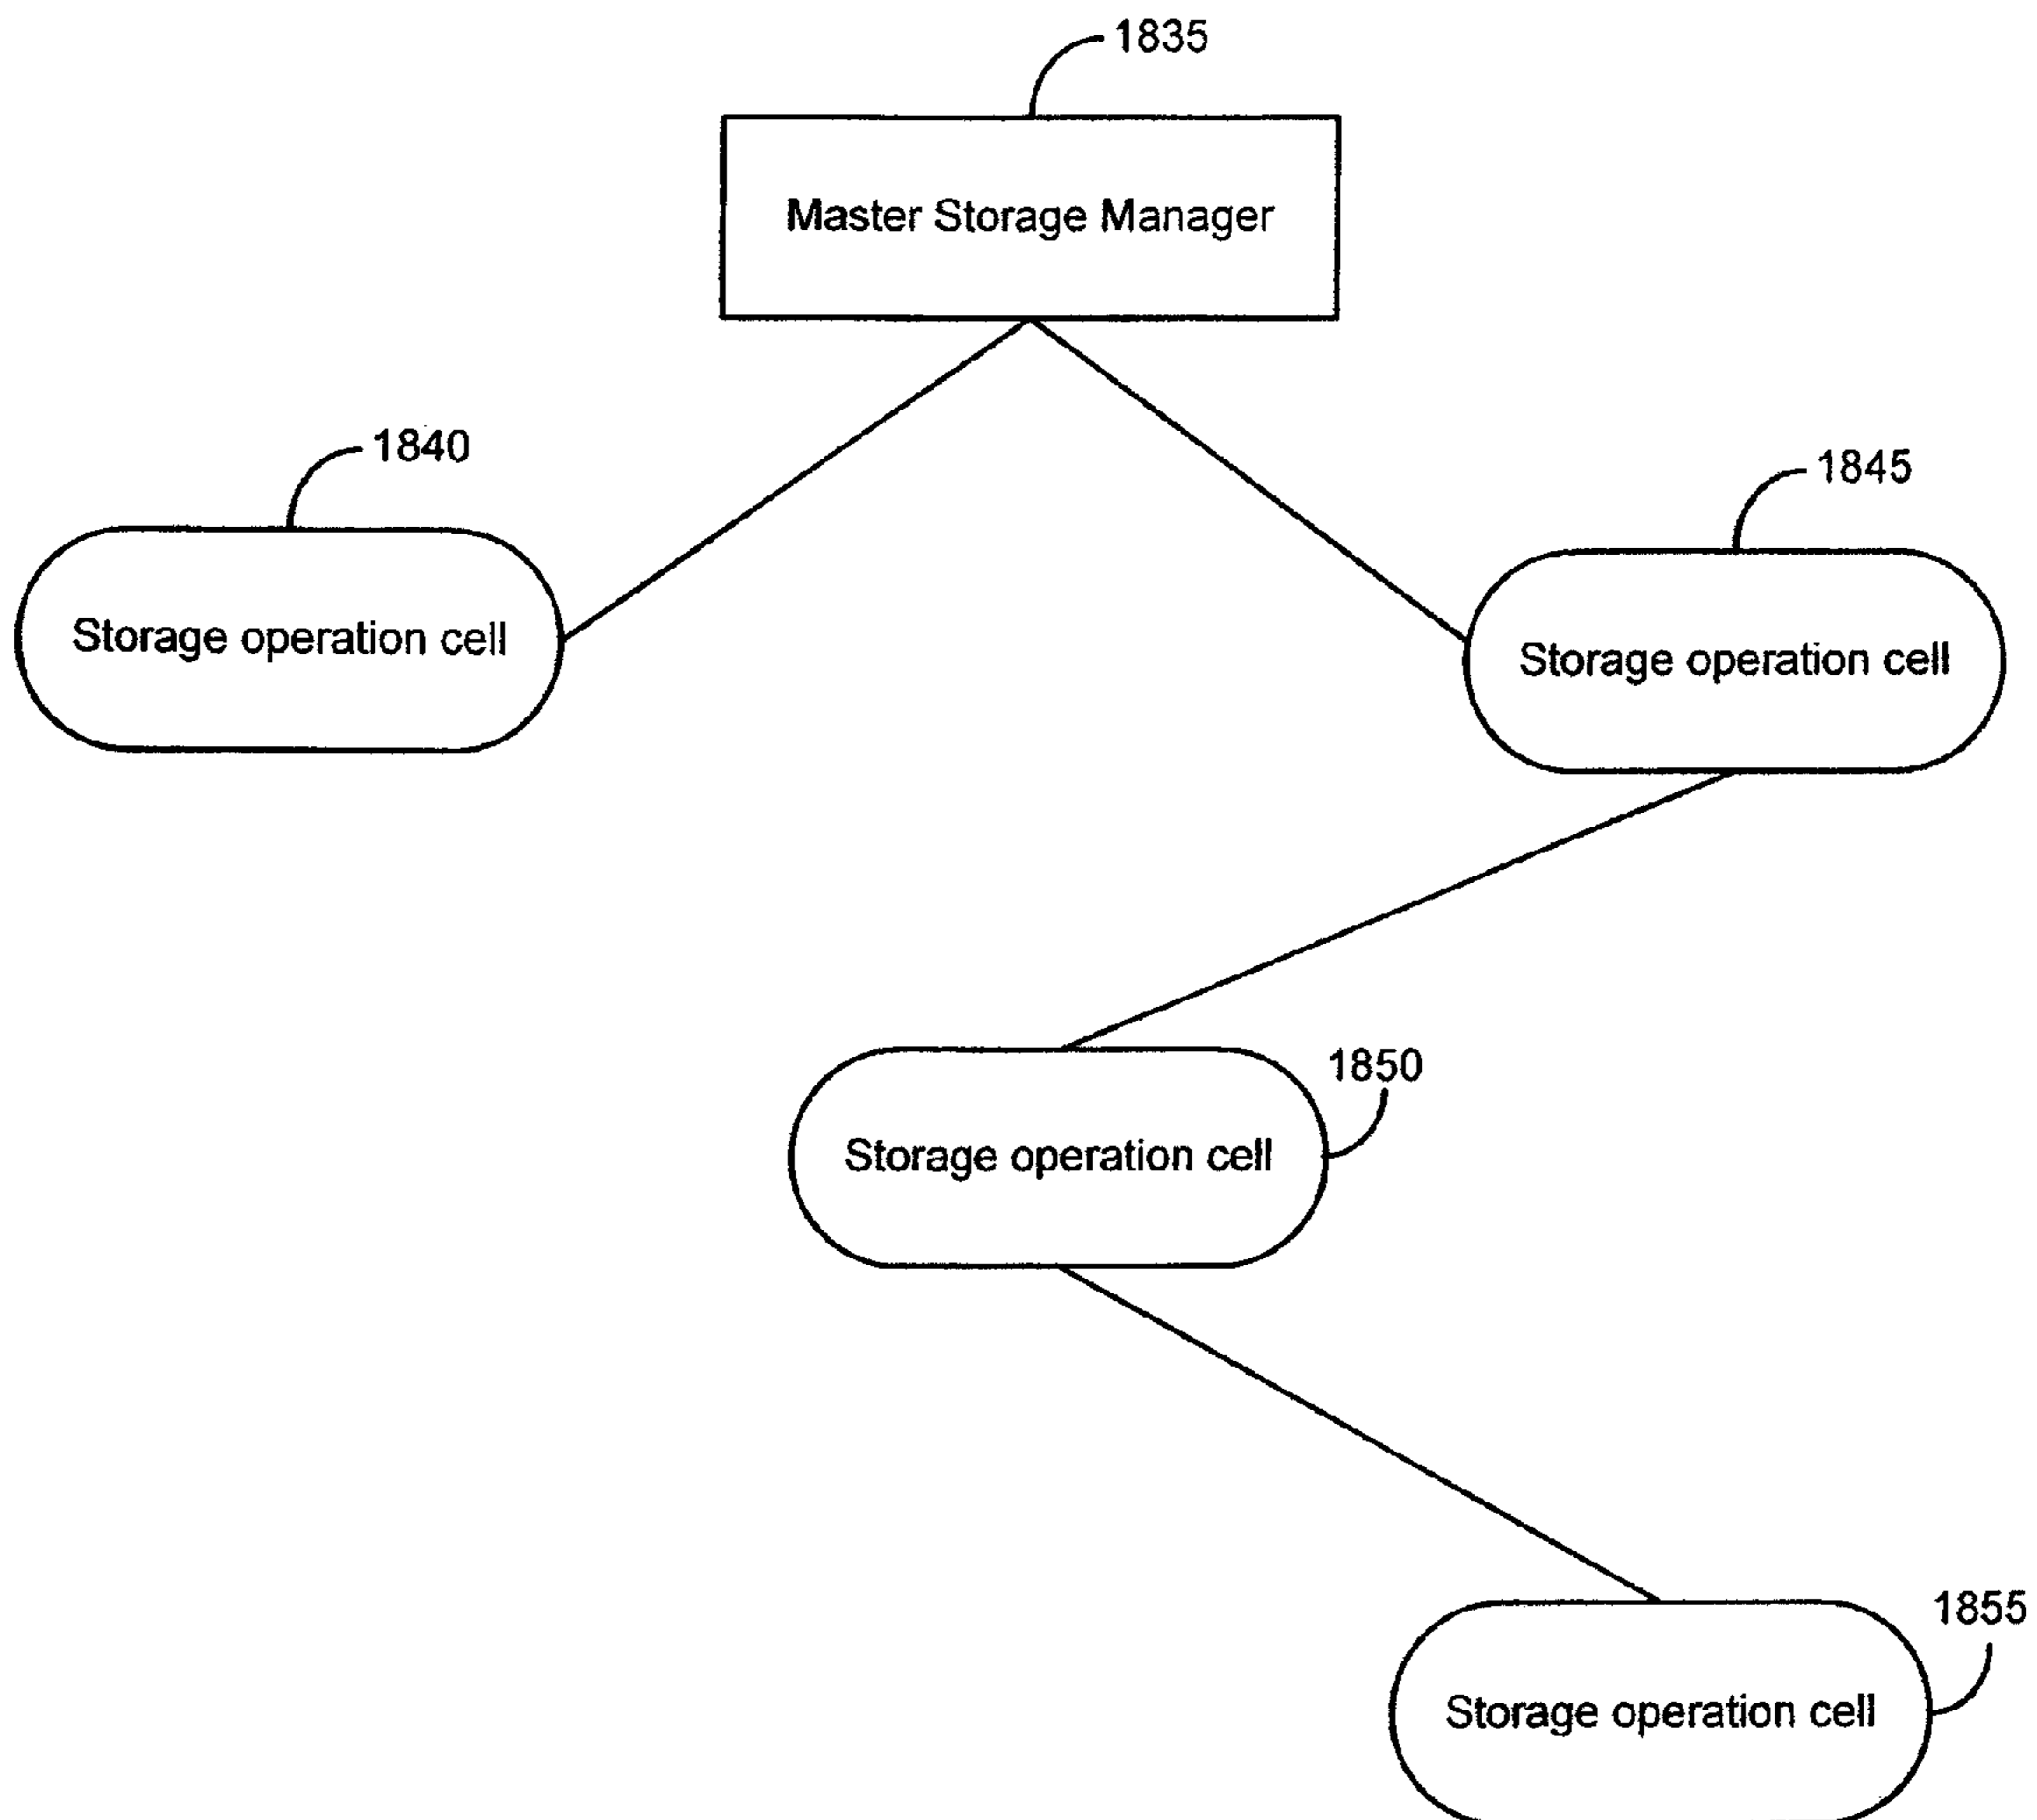 1835
Master Storage Manager
1840
1845
Storage operation cell
Storage operation cell
1850
Storage operation cell
1855
Storage operation cell